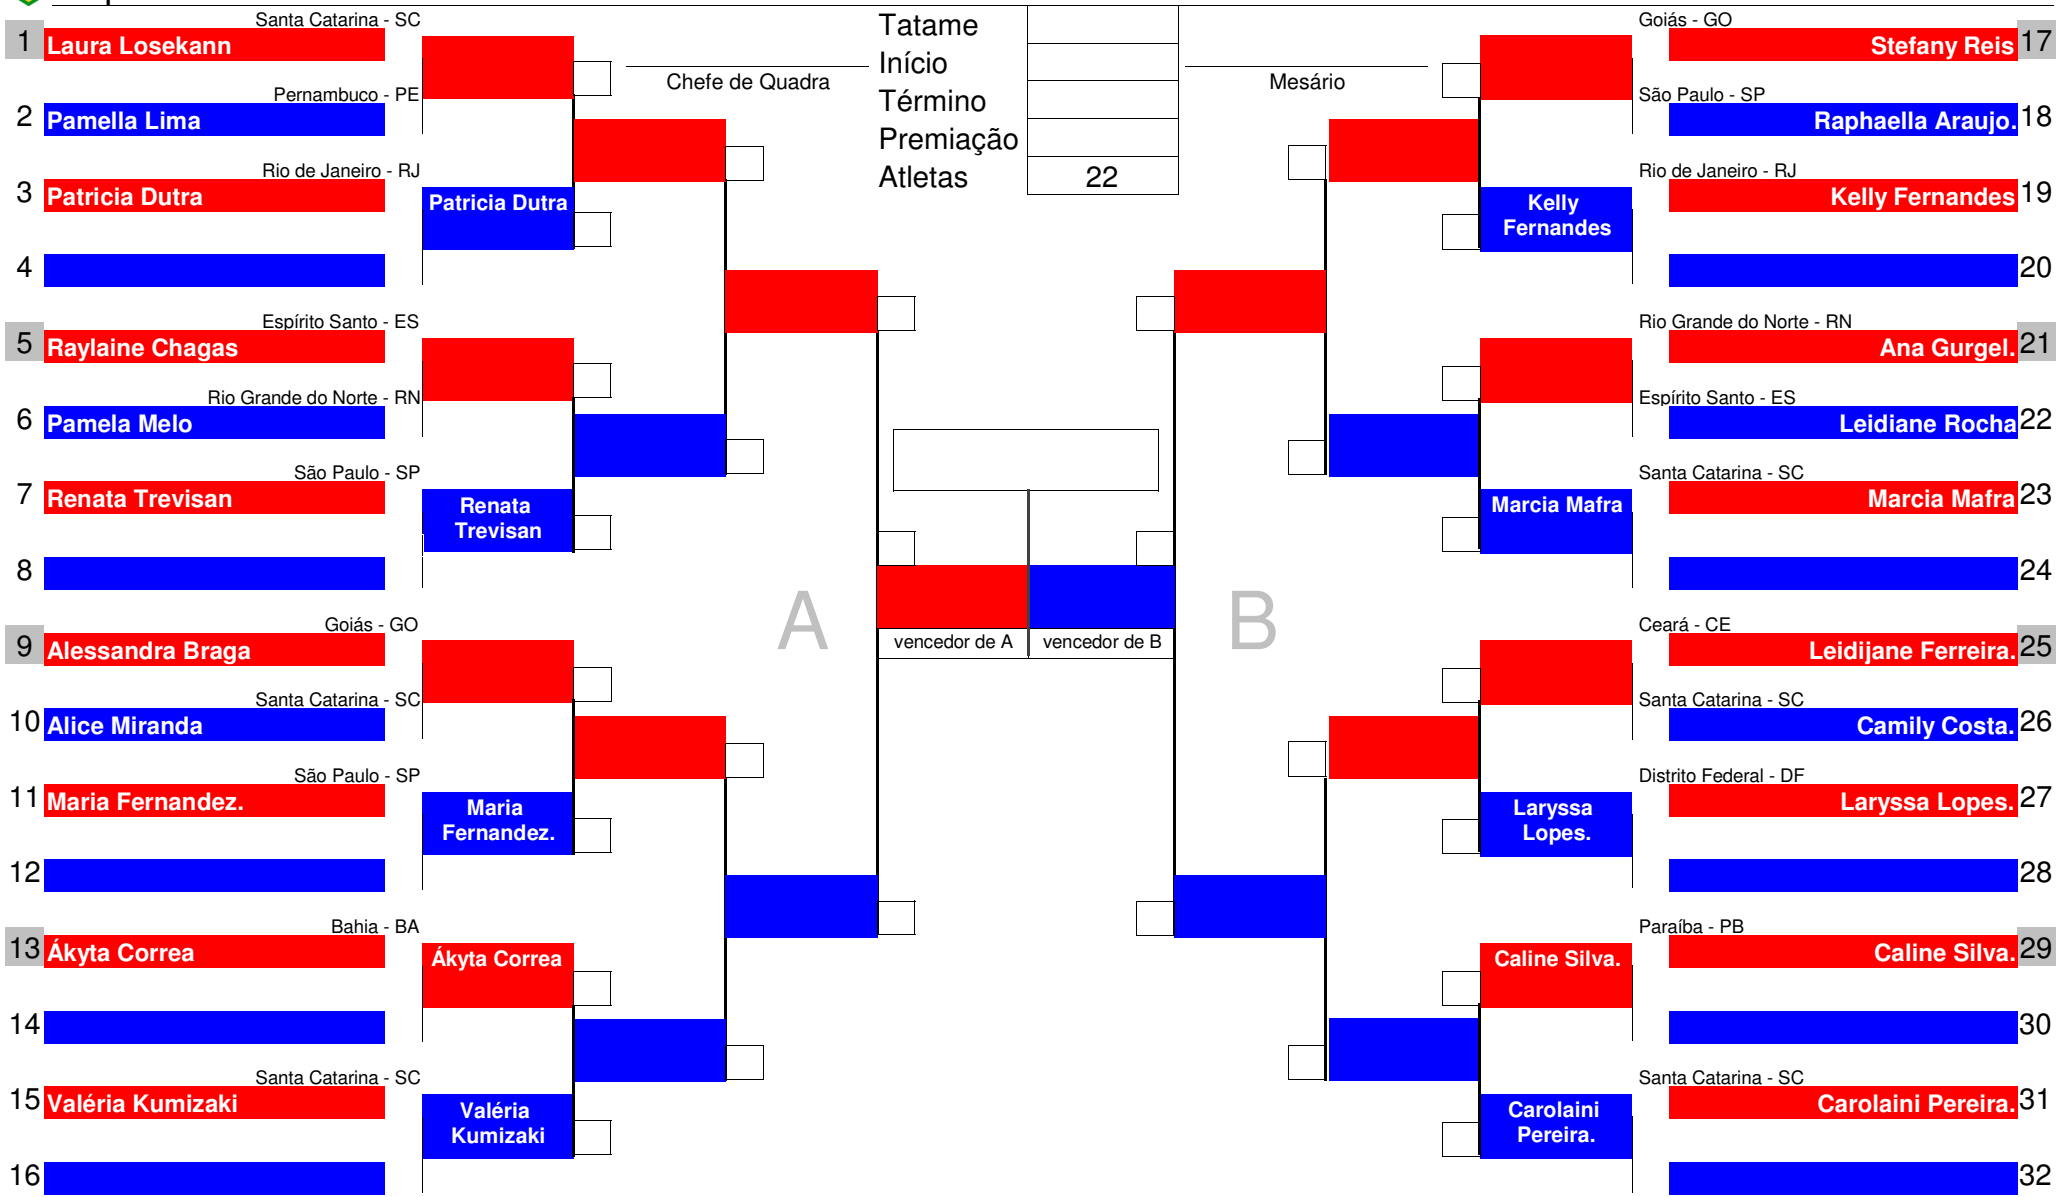 Santa Catarina - SC
1 Laura Losekann
Pernambuco - PE
2 Pamella Lima
Rio de Janeiro - RJ
3 Patricia Dutra
Patricia Dutra
4
Espírito Santo - ES
5 Raylaine Chagas
Rio Grande do Norte - RN
6 Pamela Melo
São Paulo - SP
7 Renata Trevisan
Renata
Trevisan
8
Goiás - GO
9 Alessandra Braga
Santa Catarina - SC
10 Alice Miranda
São Paulo - SP
11 Maria Fernandez.
Maria
Fernandez.
12
Bahia - BA
13 Ákyta Correa
Ákyta Correa
14
Santa Catarina - SC
15 Valéria Kumizaki
Valéria
Kumizaki
16
Chefe de Quadra
Tatame
Início
Término
Premiação
Atletas 22
Mesário
A
B
vencedor de A
vencedor de B
Goiás - GO
Stefany Reis 17
São Paulo - SP
Raphaella Araujo. 18
Rio de Janeiro - RJ
Kelly Fernandes 19
Kelly
Fernandes
20
Rio Grande do Norte - RN
Ana Gurgel. 21
Espírito Santo - ES
Leidiane Rocha 22
Santa Catarina - SC
Marcia Mafra 23
Marcia Mafra
24
Ceará - CE
Leidijane Ferreira. 25
Santa Catarina - SC
Camily Costa. 26
Distrito Federal - DF
Laryssa Lopes. 27
Laryssa
Lopes.
28
Paraíba - PB
Caline Silva. 29
Caline Silva.
30
Santa Catarina - SC
Carolaini Pereira. 31
Carolaini
Pereira.
32